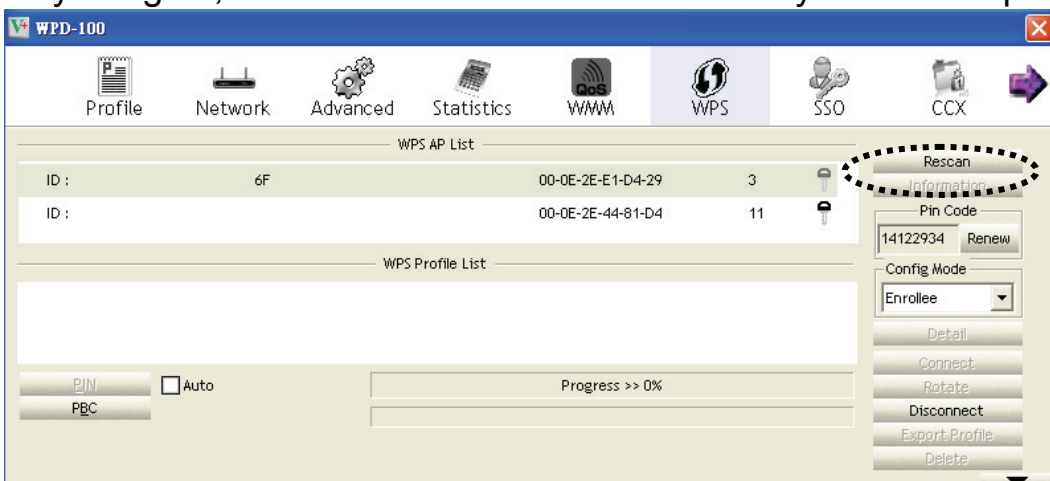 WPD-100
Profile Network Advanced Statistics QoS WMM WPS SSO CCX
WPS AP List
Rescan
ID : 6F 00-0E-2E-E1-D4-29 3
Information
ID : 00-0E-2E-44-81-D4 11
Pin Code
14122934 Renew
WPS Profile List
Config Mode
Enrollee
Detail
Connect
PIN Auto Progress >> 0%
Rotate
PBC
Disconnect
Export Profile
Delete